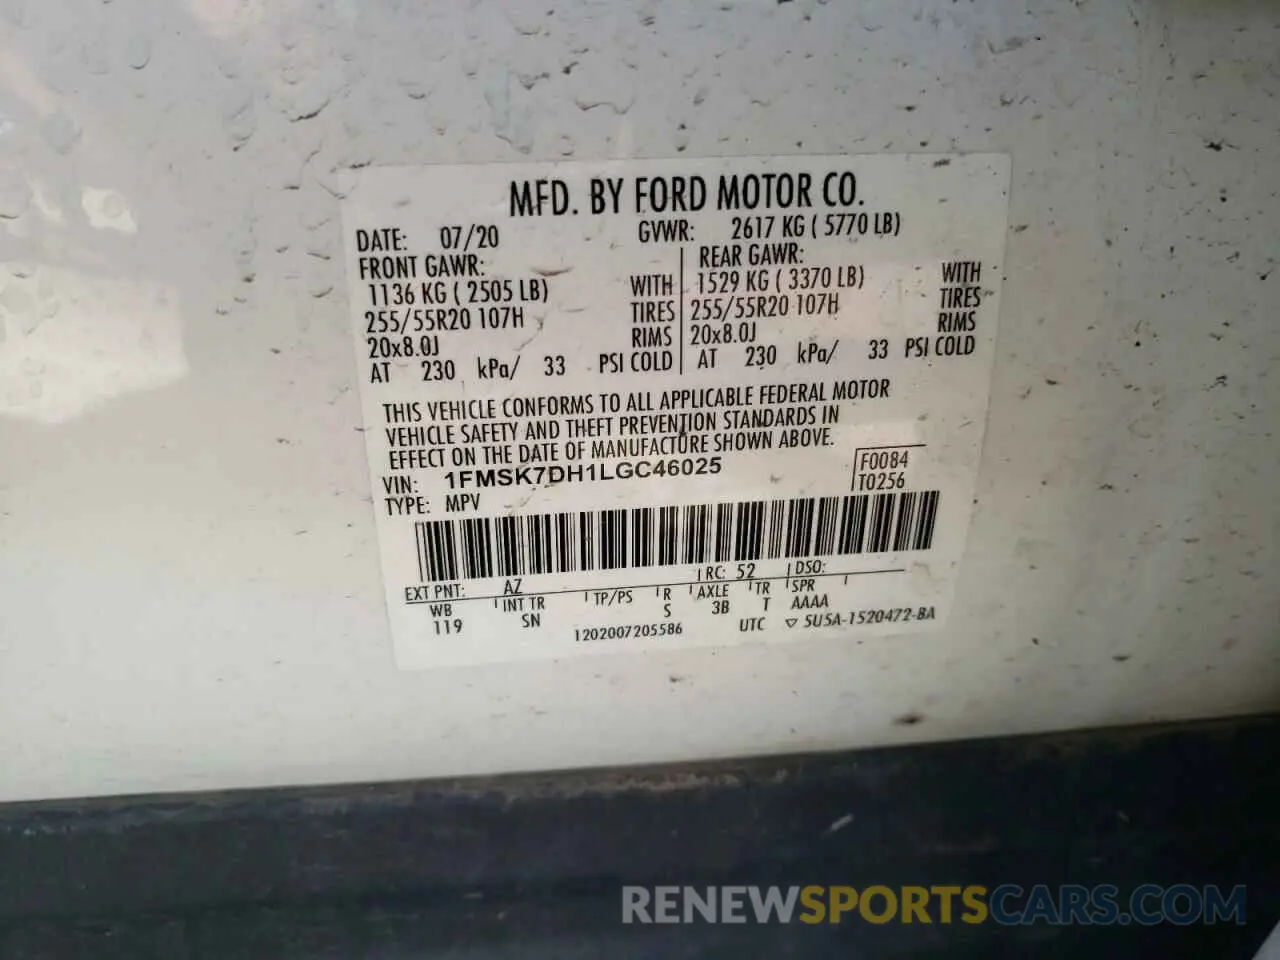 MFD. BY FORD MOTOR CO.
DATE: 07/20 GVWR: 2617 KG ( 5770 LB)
FRONT GAWR: REAR GAWR:
1136 KG ( 2505 LB) WITH 1529 KG ( 3370 LB) WITH
255/55R20 107H TIRES 255/55R20 107H TIRES
20x8.0J RIMS 20x8.0J RIMS
AT 230 kPa/ 33 PSI COLD AT 230 kPa/ 33 PSI COLD
THIS VEHICLE CONFORMS TO ALL APPLICABLE FEDERAL MOTOR
VEHICLE SAFETY AND THEFT PREVENTION STANDARDS IN
EFFECT ON THE DATE OF MANUFACTURE SHOWN ABOVE.
VIN: 1FMSK7DH1LGC46025 F0084
TYPE: MPV T0256
EXT PNT: AZ RC: 52 DSO:
WB INT TR TP/PS R AXLE TR SPR
119 SN S 3B T AAAA
1202007205586 UTC ▽ 5U5A-1520472-BA
RENEWSPORTSCARS.COM